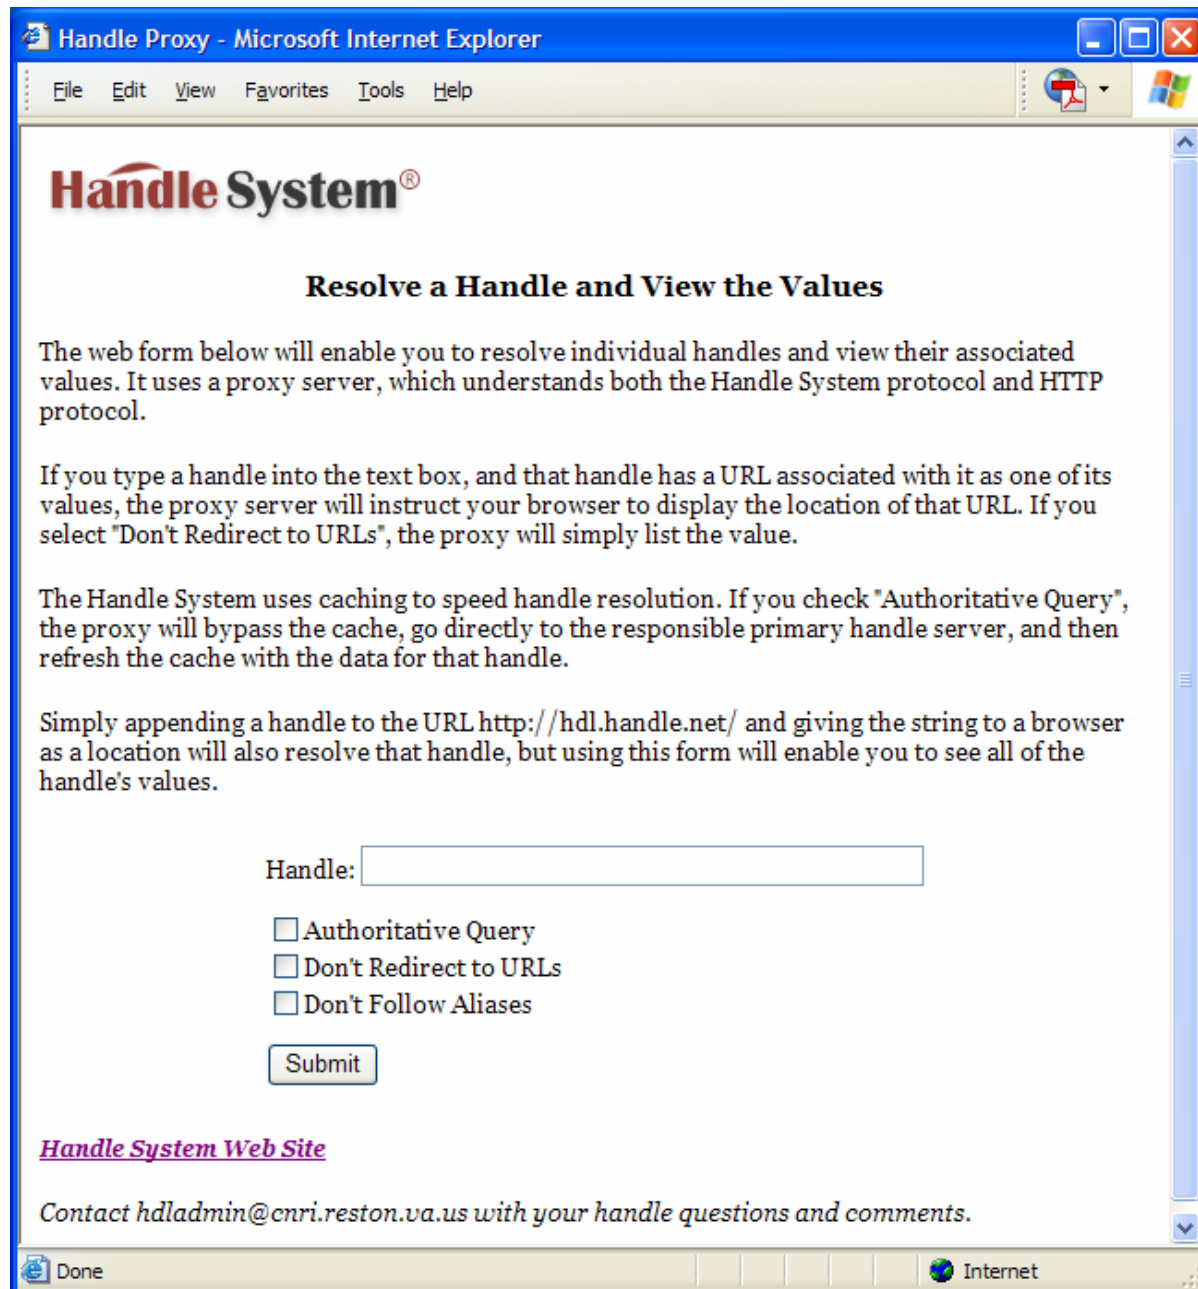 Handle Proxy - Microsoft Internet Explorer
File Edit View Favorites Tools Help
Handle System®
Resolve a Handle and View the Values
The web form below will enable you to resolve individual handles and view their associated
values. It uses a proxy server, which understands both the Handle System protocol and HTTP
protocol.
If you type a handle into the text box, and that handle has a URL associated with it as one of its
values, the proxy server will instruct your browser to display the location of that URL. If you
select "Don't Redirect to URLs", the proxy will simply list the value.
The Handle System uses caching to speed handle resolution. If you check "Authoritative Query",
the proxy will bypass the cache, go directly to the responsible primary handle server, and then
refresh the cache with the data for that handle.
Simply appending a handle to the URL http://hdl.handle.net/ and giving the string to a browser
as a location will also resolve that handle, but using this form will enable you to see all of the
handle's values.
Handle:
Authoritative Query
Don't Redirect to URLs
Don't Follow Aliases
Submit
Handle System Web Site
Contact hdladmin@cnri.reston.va.us with your handle questions and comments.
Done Internet